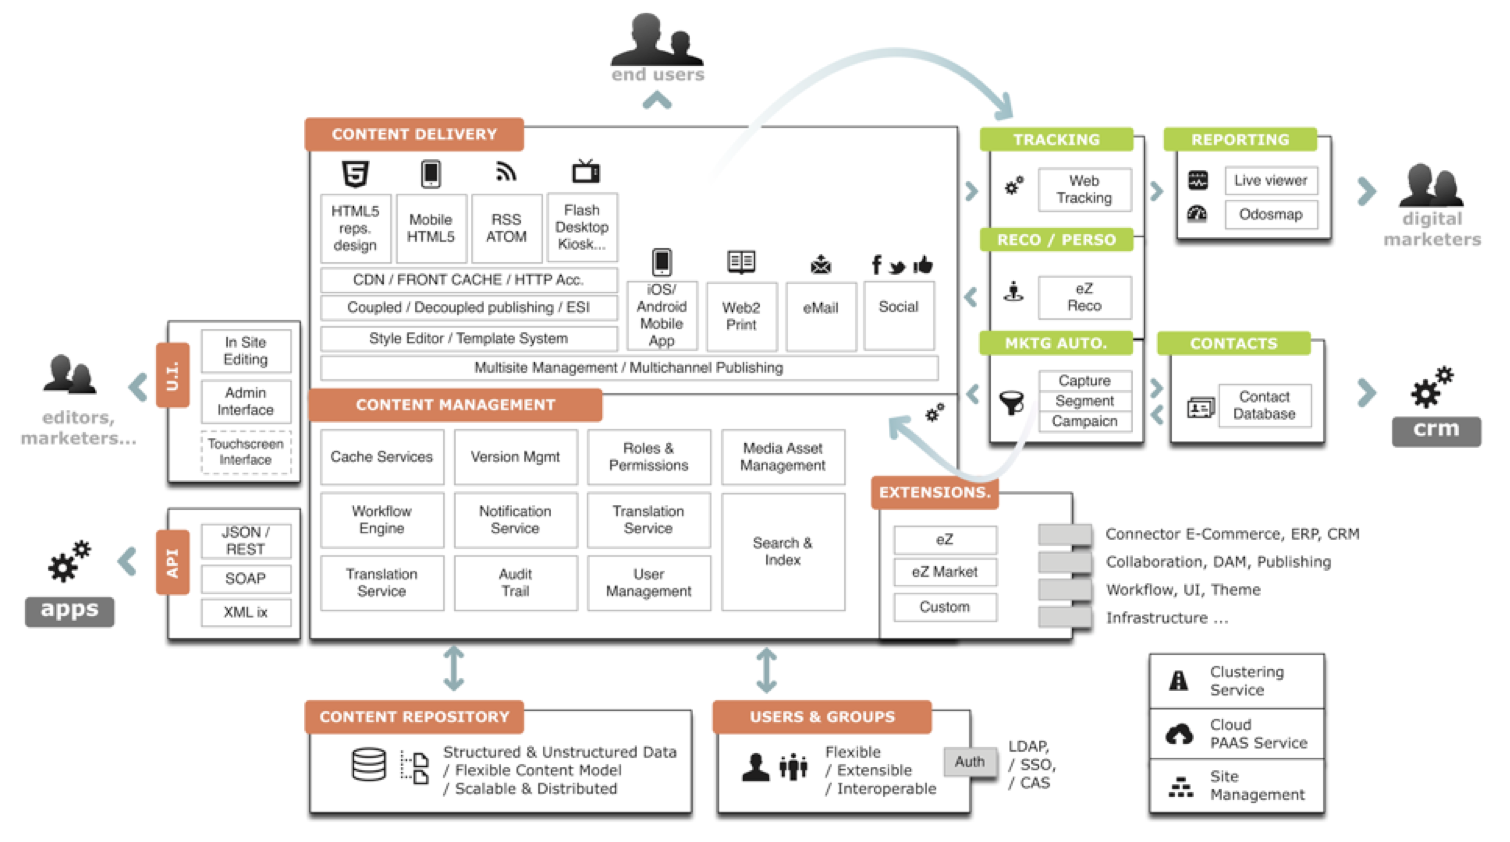 end users
CONTENT DELIVERY
HTML5
reps.
design
Mobile
HTML5
RSS
ATOM
Flash
Desktop
Kiosk...
CDN / FRONT CACHE / HTTP Acc.
Coupled / Decoupled publishing / ESI
Style Editor / Template System
iOS/
Android
Mobile
App
Web2
Print
eMail
Social
Multisite Management / Multichannel Publishing
TRACKING
Web
Tracking
RECO / PERSO
eZ
Reco
MKTG AUTO.
Capture
Segment
Campaicn
REPORTING
Live viewer
Odosmap
digital
marketers
CONTACTS
Contact
Database
crm
editors,
marketers...
U.I.
In Site
Editing
Admin
Interface
Touchscreen
Interface
apps
API
JSON /
REST
SOAP
XML ix
CONTENT MANAGEMENT
Cache Services
Version Mgmt
Roles &
Permissions
Media Asset
Management
Workflow
Engine
Notification
Service
Translation
Service
Search &
Index
Translation
Service
Audit
Trail
User
Management
EXTENSIONS.
eZ
eZ Market
Custom
Connector E-Commerce, ERP, CRM
Collaboration, DAM, Publishing
Workflow, UI, Theme
Infrastructure ...
CONTENT REPOSITORY
Structured & Unstructured Data
/ Flexible Content Model
/ Scalable & Distributed
USERS & GROUPS
Flexible
/ Extensible
/ Interoperable
Auth
LDAP,
/ SSO,
/ CAS
Clustering
Service
Cloud
PAAS Service
Site
Management